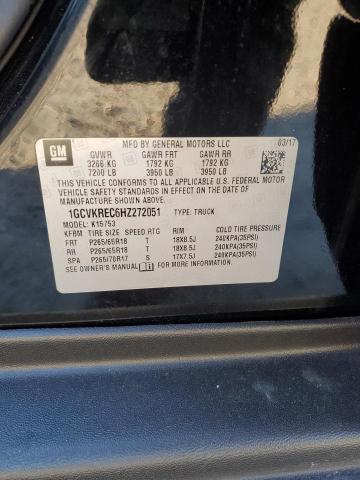 GM
MFD BY GENERAL MOTORS LLC
03/17
GVWR GAWR FRT GAWR RR
3266 KG 1792 KG 1792 KG
7200 LB 3950 LB 3950 LB
THIS VEHICLE CONFORMS TO ALL APPLICABLE U.S. FEDERAL MOTOR
VEHICLE SAFETY STANDARDS IN EFFECT ON THE DATE OF
MANUFACTURE SHOWN ABOVE.
1GCVKREC6HZ272051 TYPE: TRUCK
MODEL: K15753
KFBM TIRE SIZE SPEED RTG RIM COLD TIRE PRESSURE
FRT P265/65R18 T 18X8.5J 240KPA(35PSI)
RR P265/65R18 T 18X8.5J 240KPA(35PSI)
SPA P265/70R17 S 17X7.5J 240KPA(35PSI)
SEE OWNER'S MANUAL FOR MORE INFORMATION.